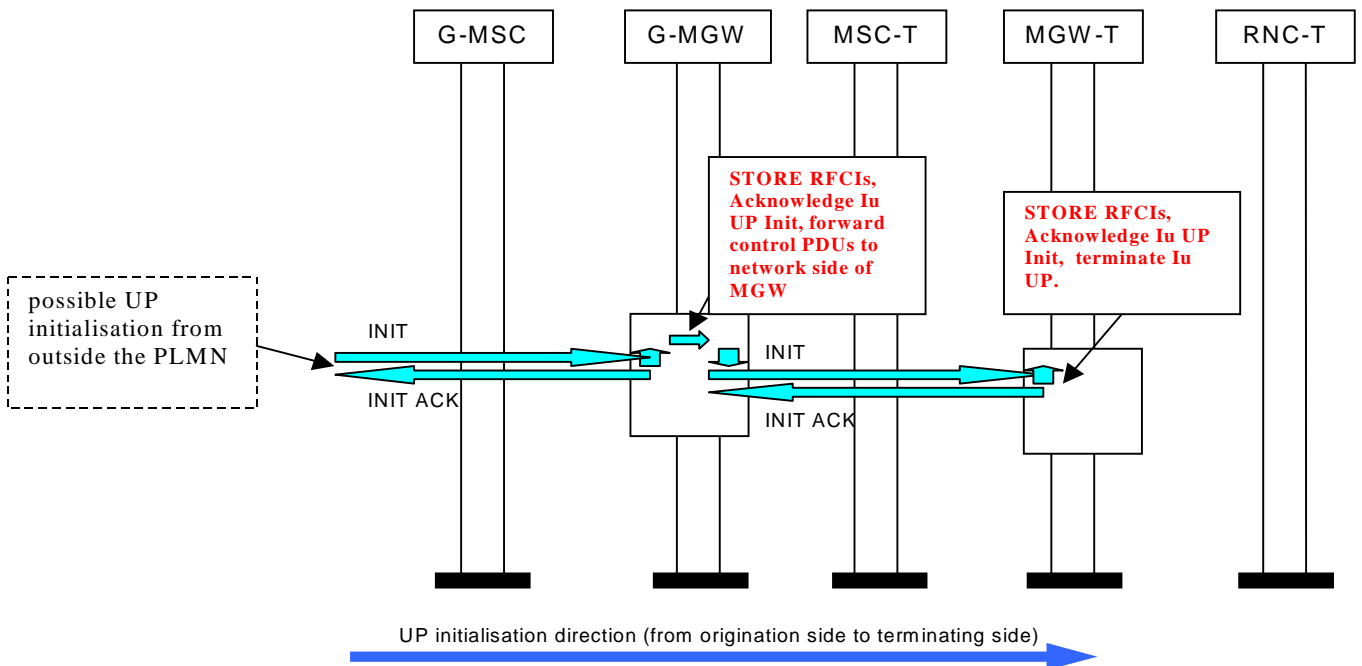 G-MSC
G-MGW
MSC-T
MGW-T
RNC-T
STORE RFCIs,
Acknowledge Iu
UP Init, forward
control PDUs to
network side of
MGW
STORE RFCIs,
Acknowledge Iu UP
Init, terminate Iu
UP.
possible UP
initialisation from
outside the PLMN
INIT
INIT ACK
INIT
INIT ACK
UP initialisation direction (from origination side to terminating side)